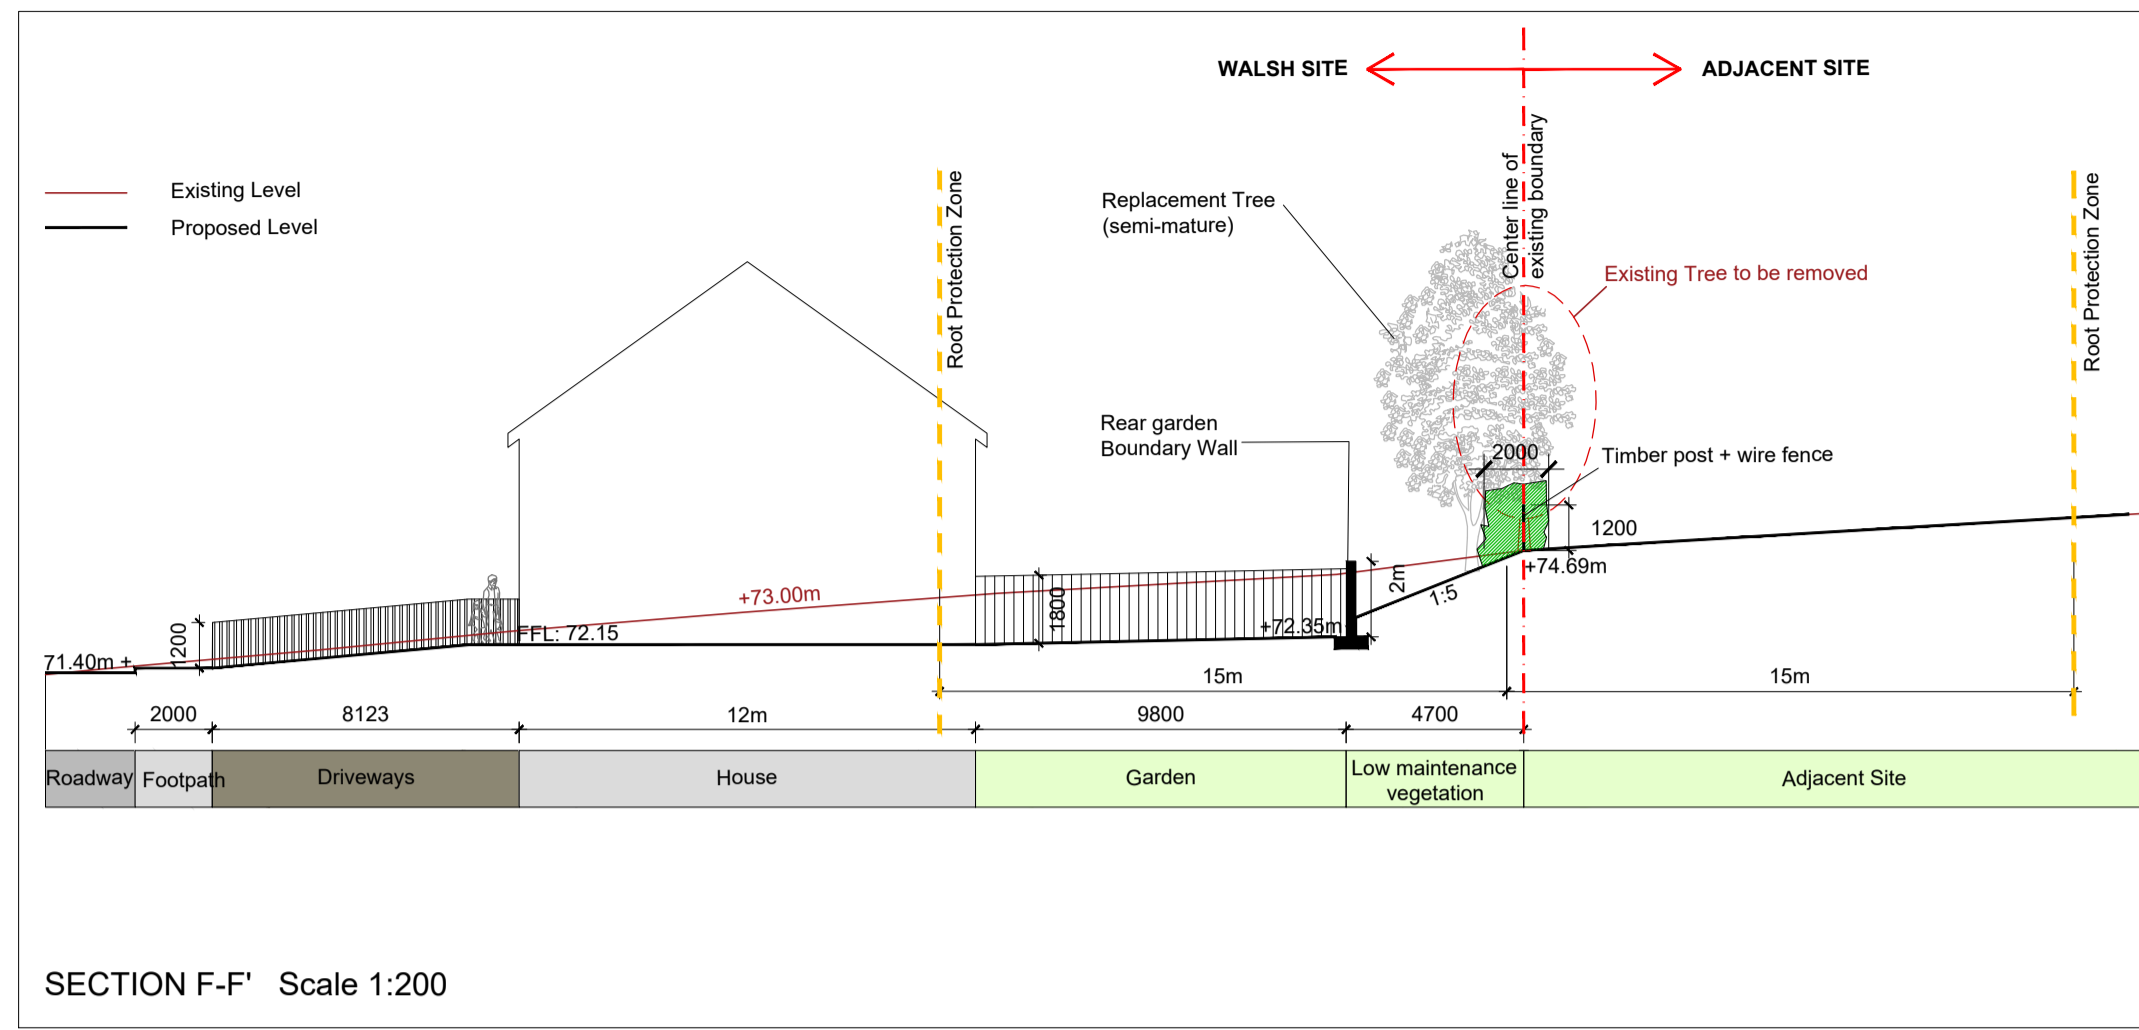 WALSH SITE
ADJACENT SITE
Center line of
existing boundary
Root Protection Zone
Root Protection Zone
Existing Level
Proposed Level
Replacement Tree
(semi-mature)
Existing Tree to be removed
Rear garden
Boundary Wall
2000
Timber post + wire fence
1200
+74.69m
2m
1:5
+73.00m
1800
+72.35m
FFL: 72.15
1200
71.40m +
15m
15m
2000
8123
12m
9800
4700
Roadway
Footpath
Driveways
House
Garden
Low maintenance
vegetation
Adjacent Site
SECTION F-F' Scale 1:200